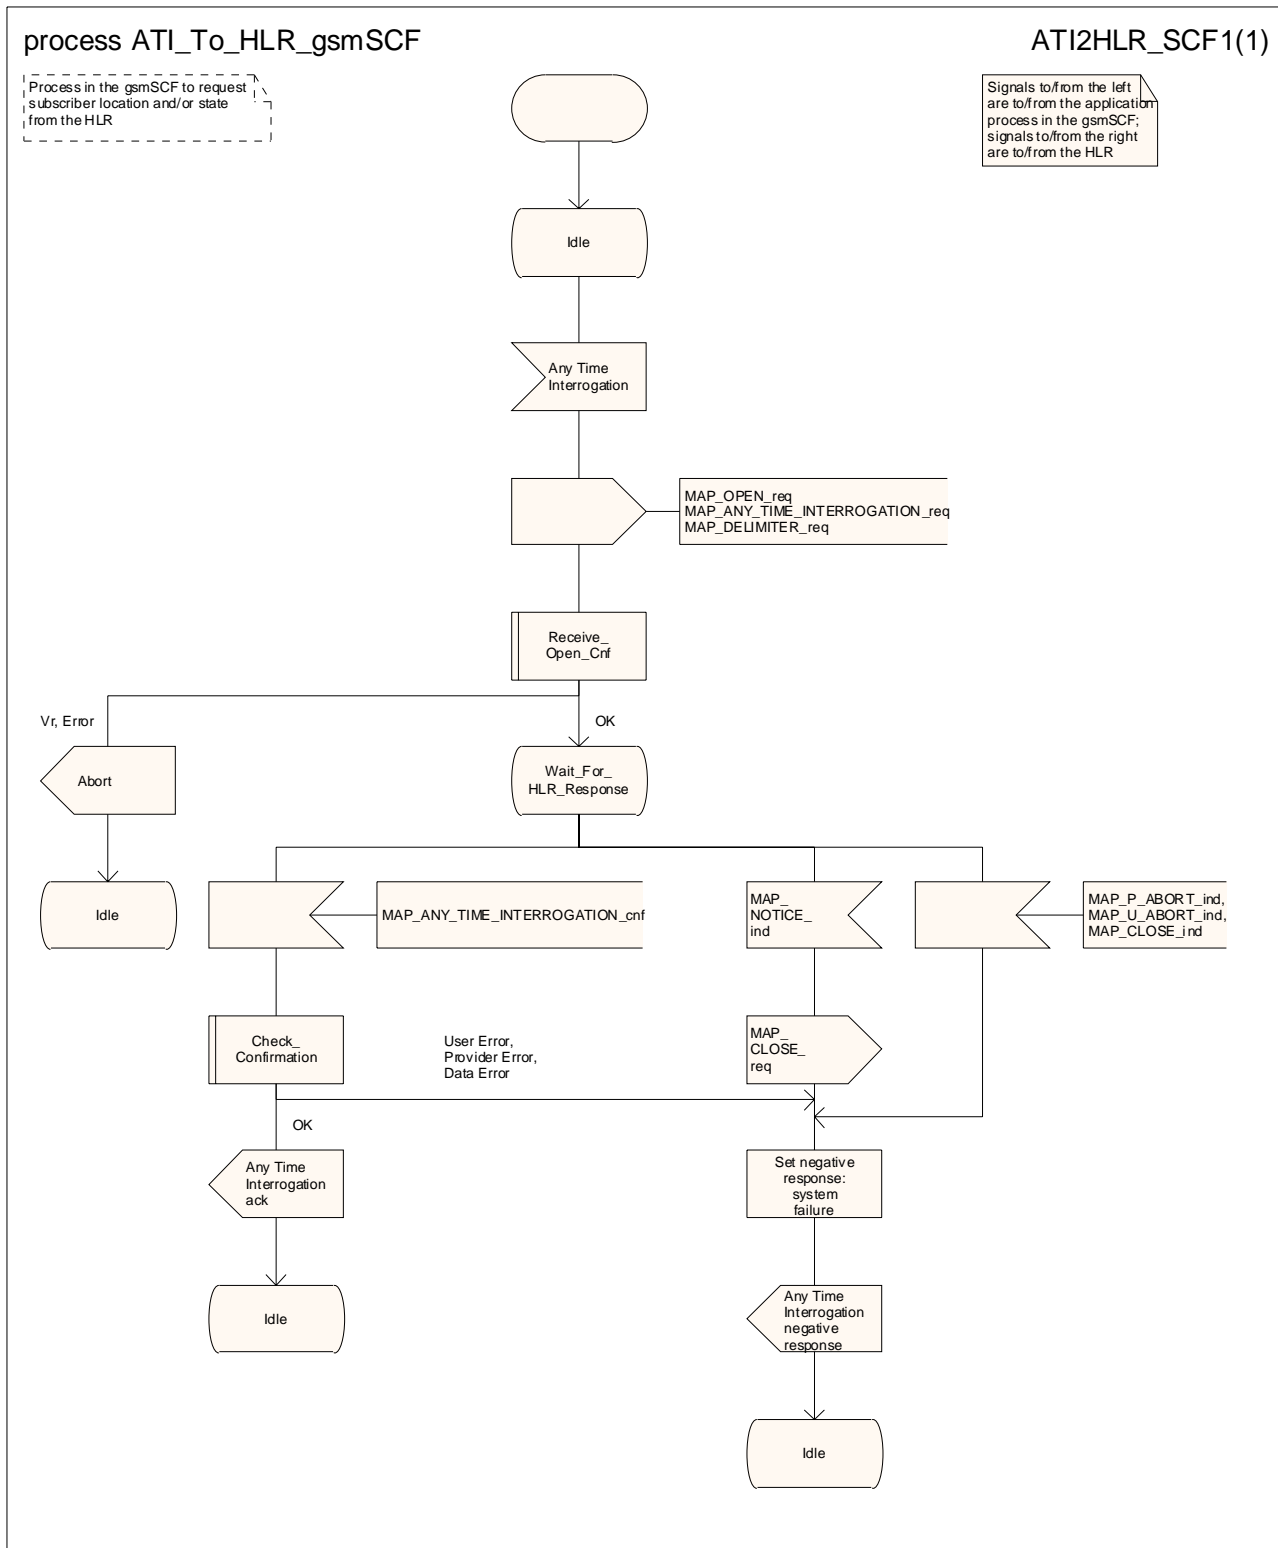 process ATI_To_HLR_gsmSCF
ATI2HLR_SCF1(1)
Process in the gsmSCF to request
subscriber location and/or state
from the HLR
Signals to/from the left
are to/from the application
process in the gsmSCF;
signals to/from the right
are to/from the HLR
Idle
Any Time
Interrogation
MAP_OPEN_req
MAP_ANY_TIME_INTERROGATION_req
MAP_DELIMITER_req
Receive_
Open_Cnf
Vr, Error
OK
Abort
Wait_For_
HLR_Response
Idle
MAP_ANY_TIME_INTERROGATION_cnf
MAP_
NOTICE_
ind
MAP_P_ABORT_ind,
MAP_U_ABORT_ind,
MAP_CLOSE_ind
Check_
Confirmation
User Error,
Provider Error,
Data Error
MAP_
CLOSE_
req
OK
Any Time
Interrogation
ack
Set negative
response:
system
failure
Idle
Any Time
Interrogation
negative
response
Idle